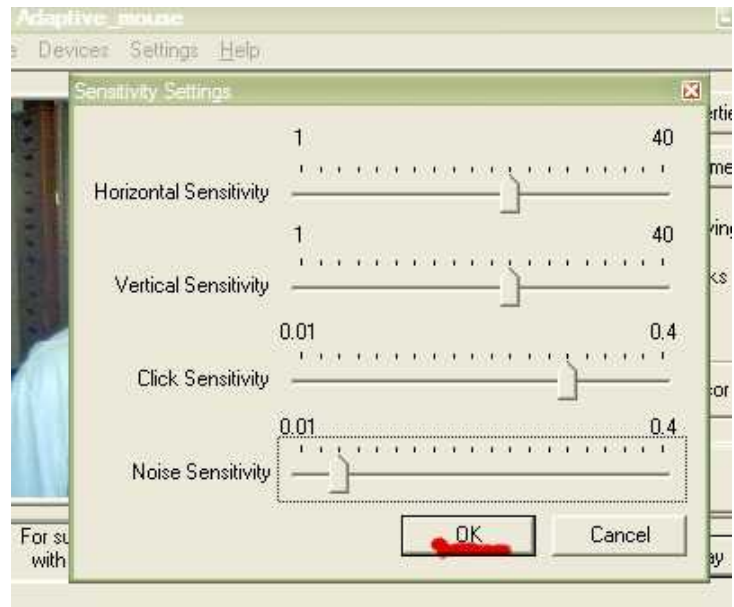 Adaptive_mouse
Devices Settings Help
Sensitivity Settings
1 40
Horizontal Sensitivity
1 40
Vertical Sensitivity
0.01 0.4
Click Sensitivity
0.01 0.4
Noise Sensitivity
OK Cancel
For su
with